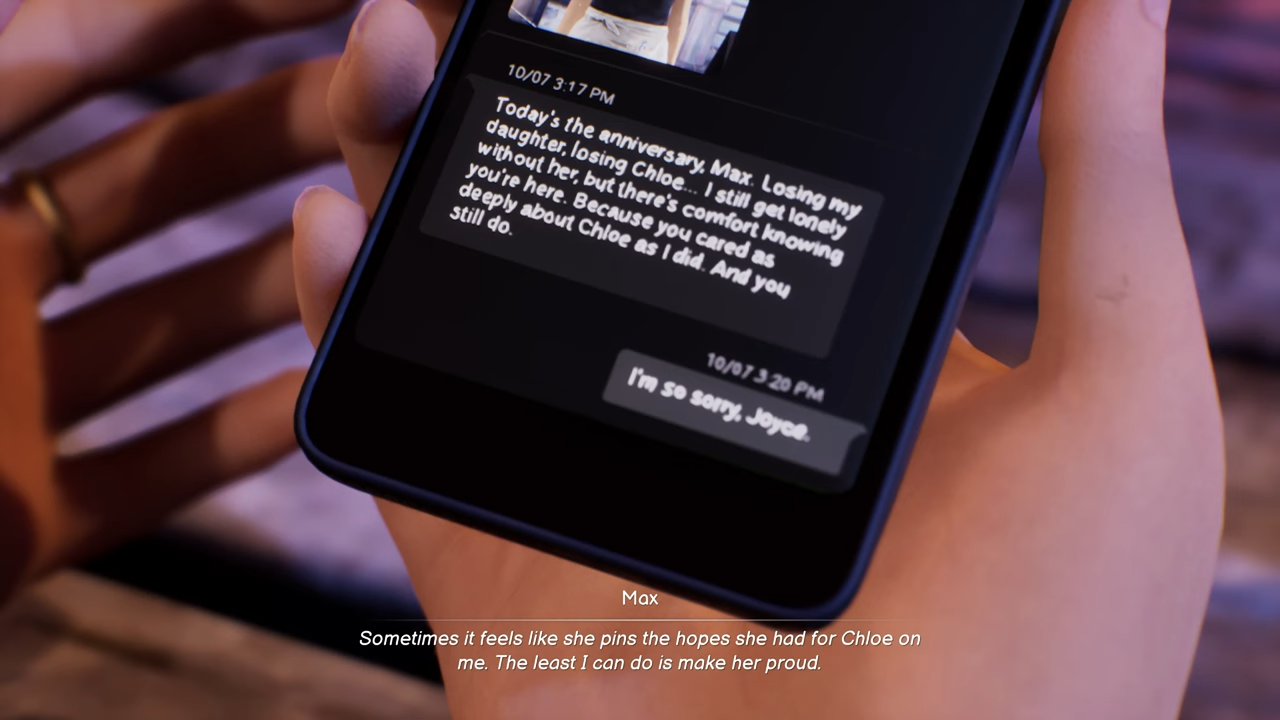 10/07 3:17 PM
Today's the anniversary, Max. Losing my
daughter, losing Chloe... I still get lonely
without her, but there's comfort knowing
you're here. Because you cared as
deeply about Chloe as I did. And you
still do.
10/07 3:20 PM
I'm so sorry, Joyce.
Max
Sometimes it feels like she pins the hopes she had for Chloe on
me. The least I can do is make her proud.